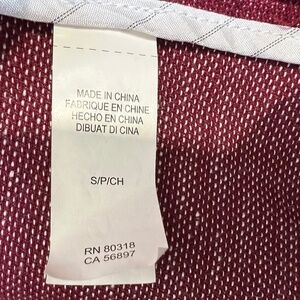 MADE IN CHINA
FABRIQUE EN CHINE
HECHO EN CHINA
DIBUAT DI CINA
S/P/CH
RN 80318
CA 56897